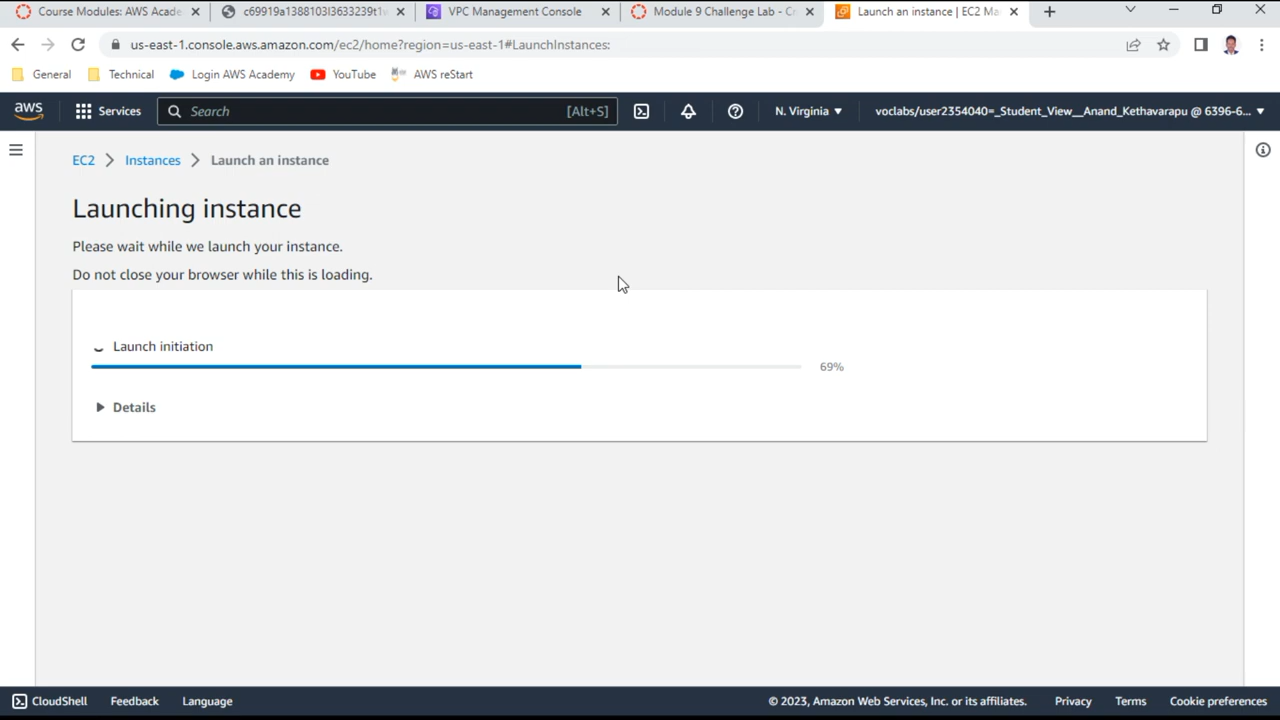 Course Modules: AWS Acade
c69919a1388103l3633239t1w
VPC Management Console
Module 9 Challenge Lab - Cr
Launch an instance | EC2 Ma
us-east-1.console.aws.amazon.com/ec2/home?region=us-east-1#LaunchInstances:
General
Technical
Login AWS Academy
YouTube
AWS reStart
aws
Services
Search
[Alt+S]
N. Virginia
voclabs/user2354040=_Student_View__Anand_Kethavarapu @ 6396-6...
EC2
Instances
Launch an instance
Launching instance
Please wait while we launch your instance.
Do not close your browser while this is loading.
Launch initiation
69%
Details
CloudShell
Feedback
Language
© 2023, Amazon Web Services, Inc. or its affiliates.
Privacy
Terms
Cookie preferences